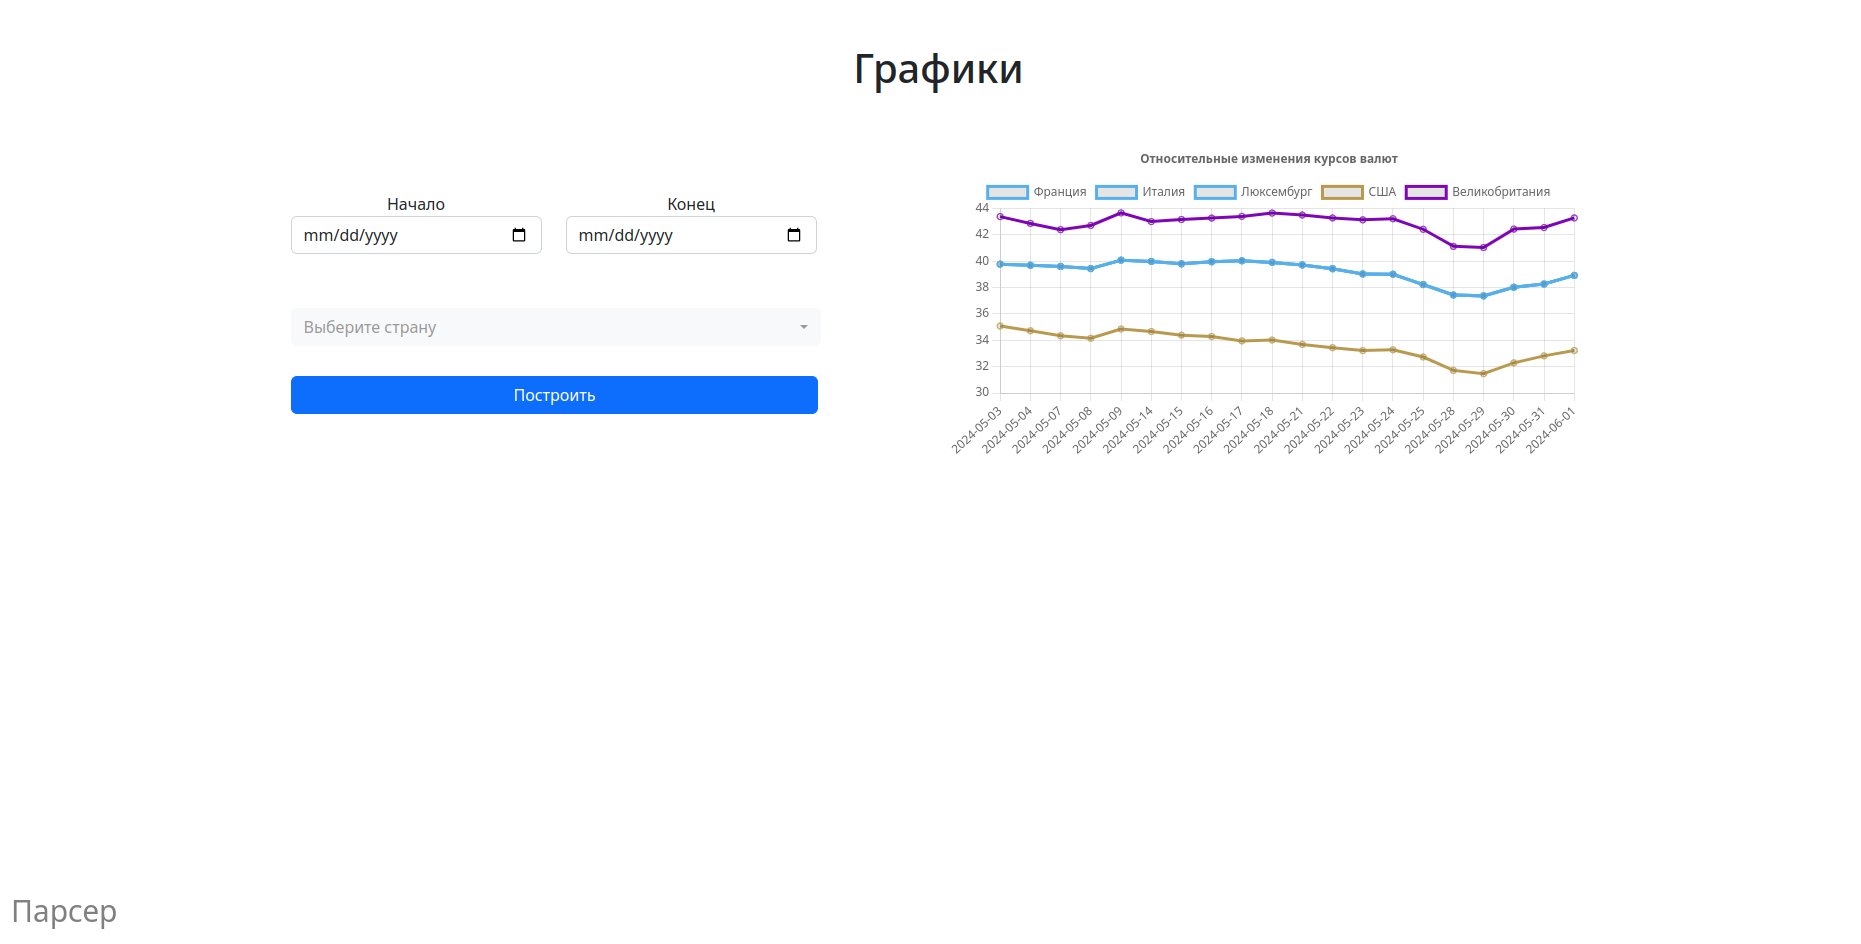 Графики
Начало
Конец
mm/dd/yyyy
mm/dd/yyyy
Выберите страну
Построить
Относительные изменения курсов валют
Франция Италия Люксембург США Великобритания
44
42
40
38
36
34
32
30
2024-05-03
2024-05-04
2024-05-07
2024-05-08
2024-05-09
2024-05-14
2024-05-15
2024-05-16
2024-05-17
2024-05-18
2024-05-21
2024-05-22
2024-05-23
2024-05-24
2024-05-25
2024-05-28
2024-05-29
2024-05-30
2024-05-31
2024-06-01
Парсер